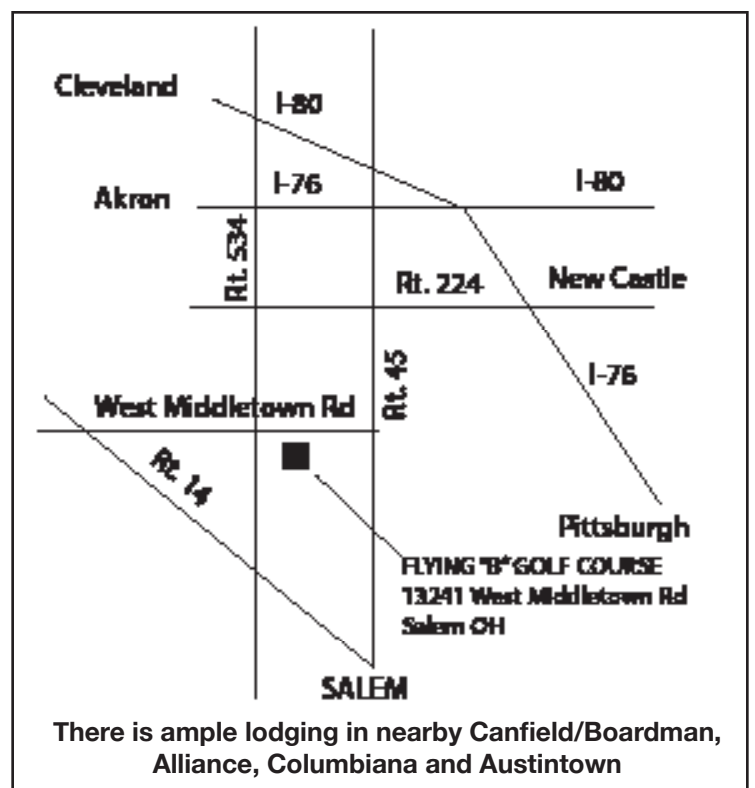 Cleveland
I-80
I-76
I-80
Akron
Rt. 534
Rt. 224
New Castle
Rt. 45
I-76
West Middletown Rd
Rt. 14
Pittsburgh
FLYING "B" GOLF COURSE
13241 West Middletown Rd
Salem OH
SALEM
There is ample lodging in nearby Canfield/Boardman,
Alliance, Columbiana and Austintown